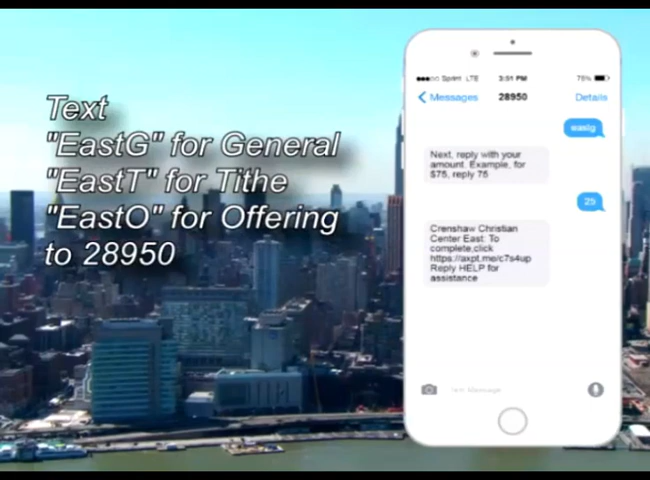 Text
"EastG" for General
"EastT" for Tithe
"EastO" for Offering
to 28950
Sprint LTE 3:51 PM 75%
Messages 28950 Details
eastg
Next, reply with your
amount. Example, for
$75, reply 75
25
Crenshaw Christian
Center East: To
complete,click
https://axpt.me/c7s4up
Reply HELP for
assistance
Text Message